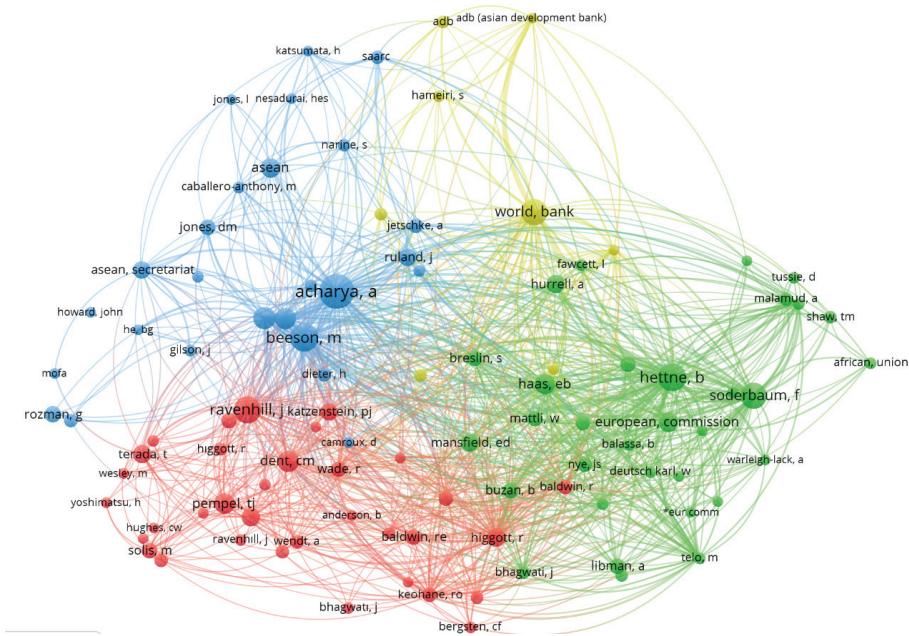 adb
adb (asian development bank)
katsumata, h
saarc
jones, l
nesadurai, hes
hameiri, s
narine, s
asean
caballero-anthony, m
world, bank
jones, dm
jetschke, a
ruland, j
asean, secretariat
fawcett, l
hurrell, a
tussie, d
malamud, a
acharya, a
howard, john
shaw, tm
he, bg
beeson, m
gilson, j
breslin, s
african, union
mofa
dieter, h
haas, eb
hettne, b
soderbaum, f
rozman, g
ravenhill, j
katzenstein, pj
mattli, w
european, commission
higgott, r
camroux, d
mansfield, ed
balassa, b
terada, t
dent, cm
wade, r
nye, js
deutsch karl, w
warleigh-lack, a
wesley, m
baldwin, r
yoshimatsu, h
pempel, tj
buzan, b
anderson, b
*eur comm
hughes, cw
ravenhill, j
wendt, a
baldwin, re
higgott, r
solis, m
bhagwati, j
libman, a
telo, m
keohane, ro
bhagwati, j
bergsten, cf